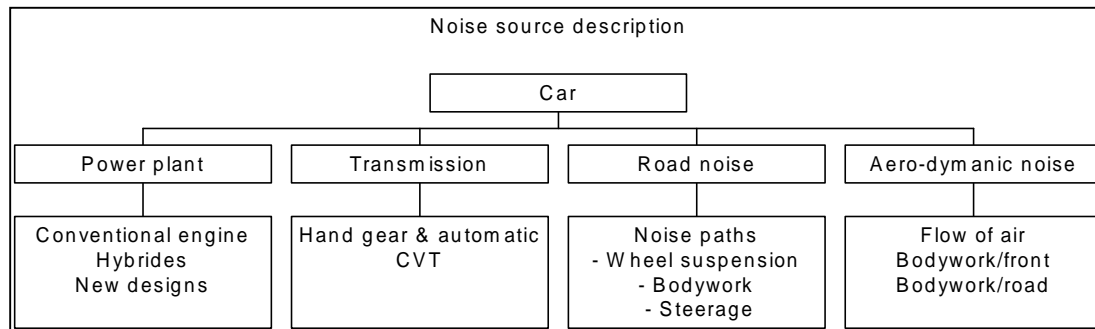 Noise source description
Car
Power plant
Transmission
Road noise
Aero-dymanic noise
Conventional engine
Hybrides
New designs
Hand gear & automatic
CVT
Noise paths
- Wheel suspension
- Bodywork
- Steerage
Flow of air
Bodywork/front
Bodywork/road